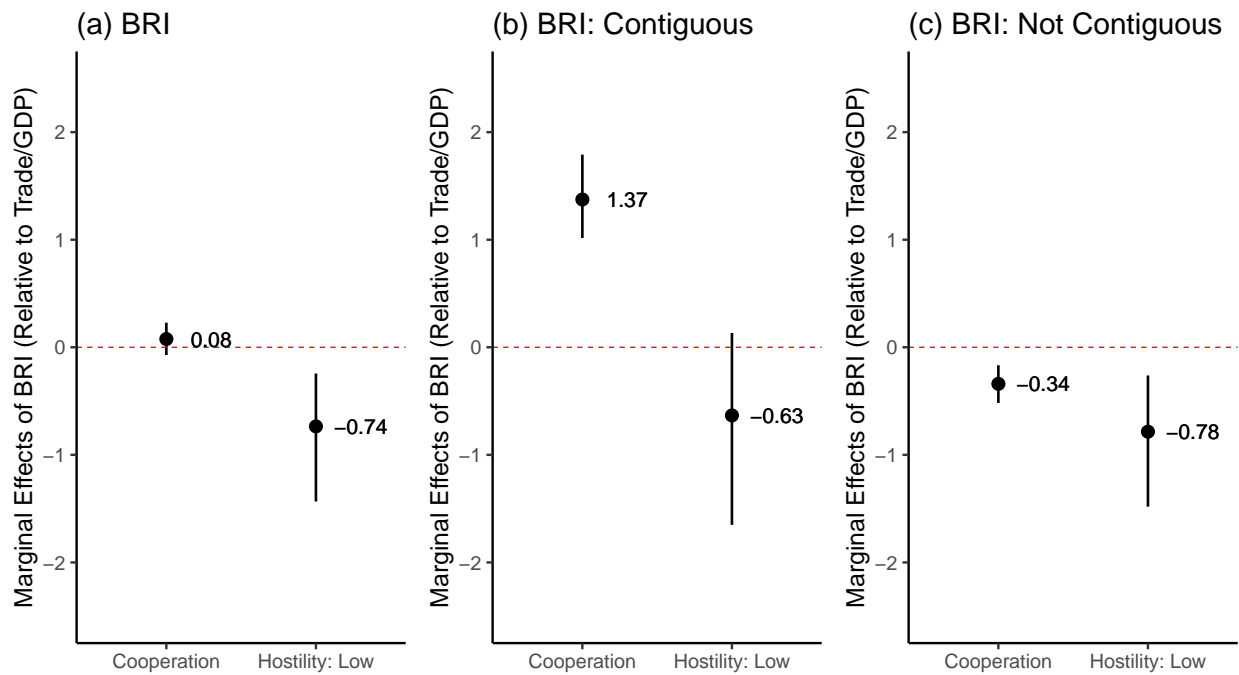 (a) BRI
Marginal Effects of BRI (Relative to Trade/GDP)
2
1
0
−1
−2
0.08
−0.74
Cooperation
Hostility: Low
(b) BRI: Contiguous
Marginal Effects of BRI (Relative to Trade/GDP)
2
1
0
−1
−2
1.37
−0.63
Cooperation
Hostility: Low
(c) BRI: Not Contiguous
Marginal Effects of BRI (Relative to Trade/GDP)
2
1
0
−1
−2
−0.34
−0.78
Cooperation
Hostility: Low